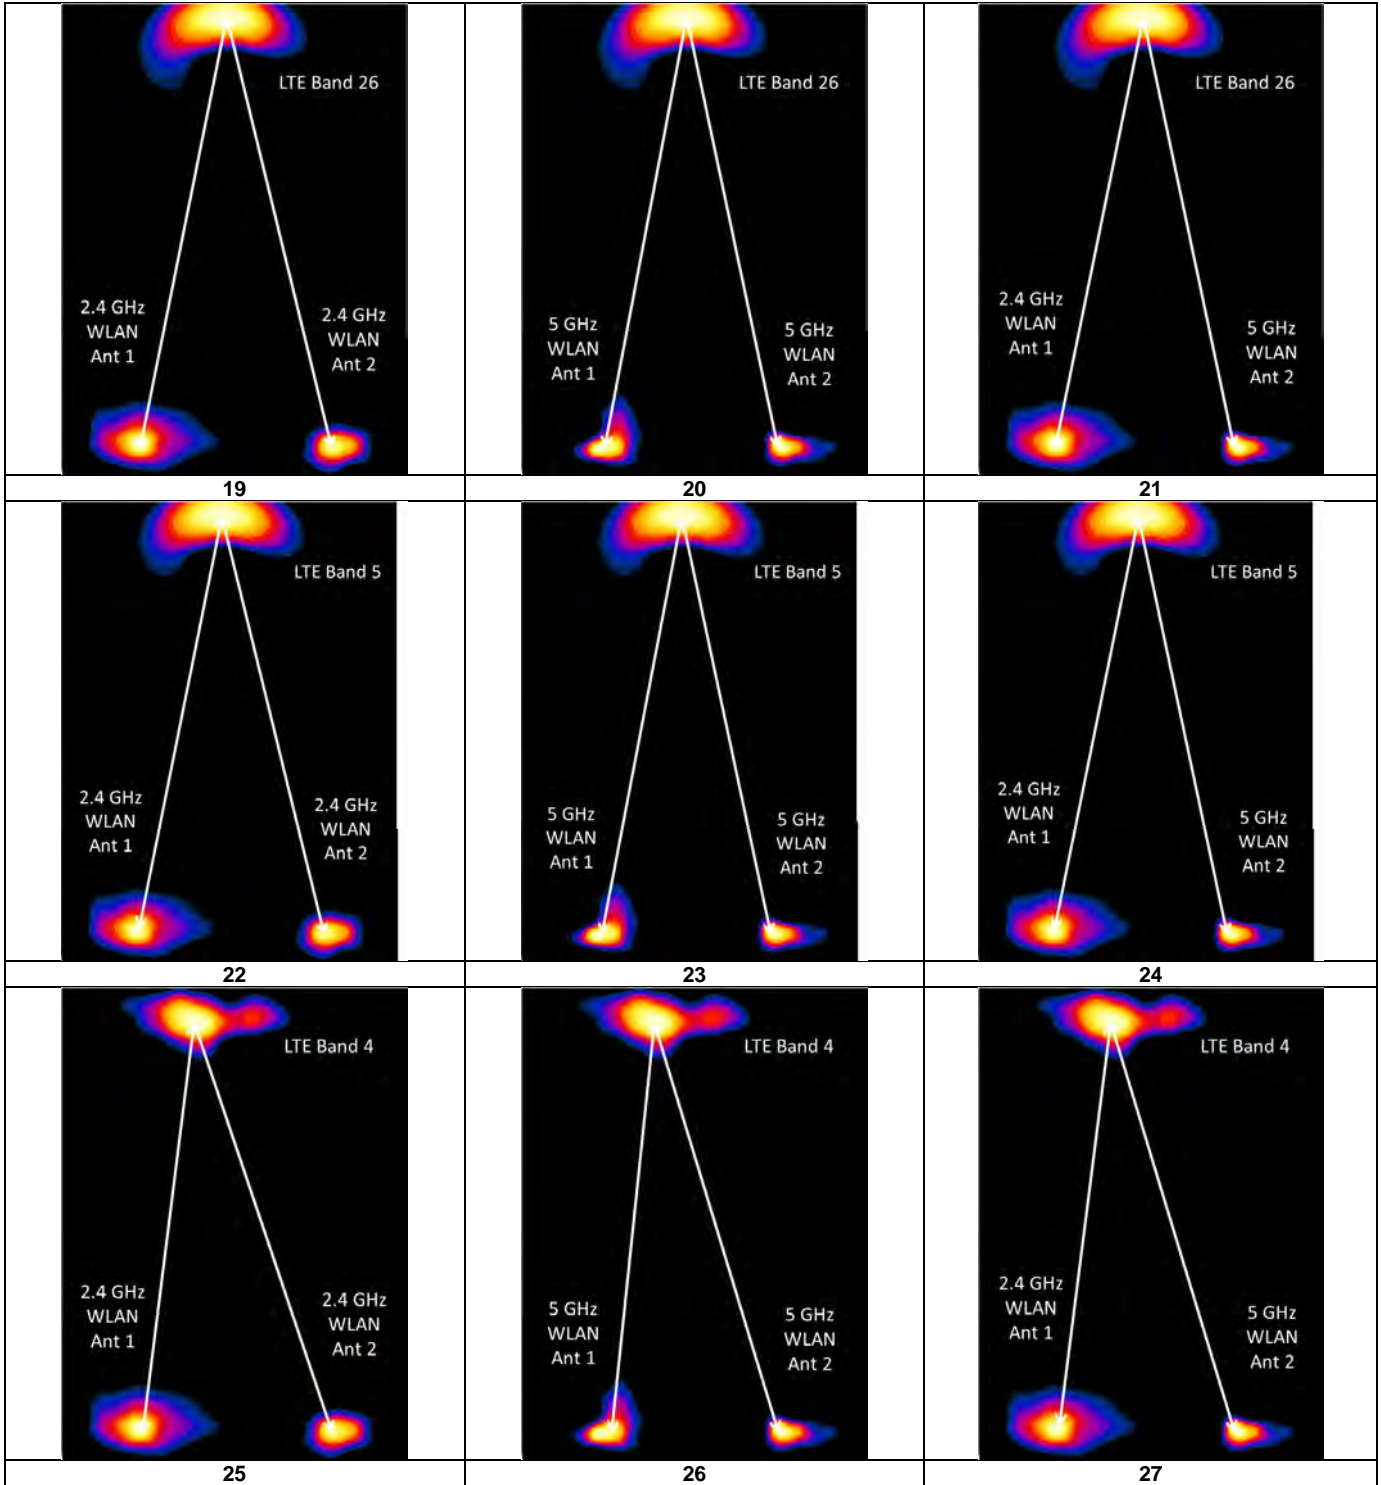 LTE Band 26
2.4 GHz
WLAN
Ant 1
2.4 GHz
WLAN
Ant 2
LTE Band 26
5 GHz
WLAN
Ant 1
5 GHz
WLAN
Ant 2
LTE Band 26
2.4 GHz
WLAN
Ant 1
5 GHz
WLAN
Ant 2
19
20
21
LTE Band 5
2.4 GHz
WLAN
Ant 1
2.4 GHz
WLAN
Ant 2
LTE Band 5
5 GHz
WLAN
Ant 1
5 GHz
WLAN
Ant 2
LTE Band 5
2.4 GHz
WLAN
Ant 1
5 GHz
WLAN
Ant 2
22
23
24
LTE Band 4
2.4 GHz
WLAN
Ant 1
2.4 GHz
WLAN
Ant 2
LTE Band 4
5 GHz
WLAN
Ant 1
5 GHz
WLAN
Ant 2
LTE Band 4
2.4 GHz
WLAN
Ant 1
5 GHz
WLAN
Ant 2
25
26
27